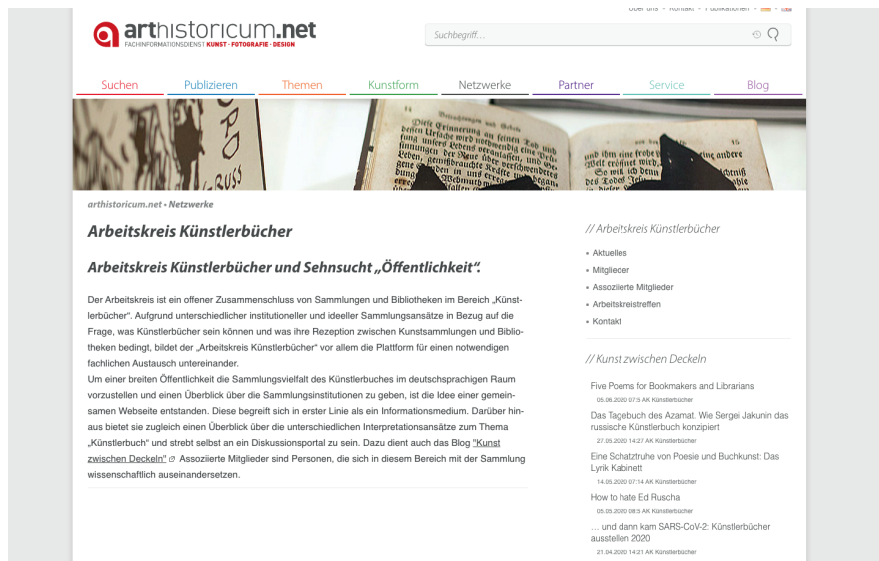 Über uns • Kontakt • Publikationen
arthistoricum.net
FACHINFORMATIONSDIENST KUNST · FOTOGRAFIE · DESIGN
Suchbegriff…
Suchen Publizieren Themen Kunstform Netzwerke Partner Service Blog
arthistoricum.net • Netzwerke
Arbeitskreis Künstlerbücher
Arbeitskreis Künstlerbücher und Sehnsucht „Öffentlichkeit“.
Der Arbeitskreis ist ein offener Zusammenschluss von Sammlungen und Bibliotheken im Bereich „Künst-
lerbücher“. Aufgrund unterschiedlicher institutioneller und ideeller Sammlungsansätze in Bezug auf die
Frage, was Künstlerbücher sein können und was ihre Rezeption zwischen Kunstsammlungen und Biblio-
theken bedingt, bildet der „Arbeitskreis Künstlerbücher“ vor allem die Plattform für einen notwendigen
fachlichen Austausch untereinander.
Um einer breiten Öffentlichkeit die Sammlungsvielfalt des Künstlerbuches im deutschsprachigen Raum
vorzustellen und einen Überblick über die Sammlungsinstitutionen zu geben, ist die Idee einer gemein-
samen Webseite entstanden. Diese begreift sich in erster Linie als ein Informationsmedium. Darüber hin-
aus bietet sie zugleich einen Überblick über die unterschiedlichen Interpretationsansätze zum Thema
„Künstlerbuch“ und strebt selbst an ein Diskussionsportal zu sein. Dazu dient auch das Blog "Kunst
zwischen Deckeln" Assoziierte Mitglieder sind Personen, die sich in diesem Bereich mit der Sammlung
wissenschaftlich auseinandersetzen.
// Arbeitskreis Künstlerbücher
Aktuelles
Mitglieder
Assoziierte Mitglieder
Arbeitskreistreffen
Kontakt
// Kunst zwischen Deckeln
Five Poems for Bookmakers and Librarians
05.06.2020 07:5 AK Künstlerbücher
Das Tagebuch des Azamat. Wie Sergej Jakunin das
russische Künstlerbuch konzipiert
27.05.2020 14:27 AK Künstlerbücher
Eine Schatztruhe von Poesie und Buchkunst: Das
Lyrik Kabinett
14.05.2020 07:14 AK Künstlerbücher
How to hate Ed Ruscha
05.05.2020 08:5 AK Künstlerbücher
… und dann kam SARS-CoV-2: Künstlerbücher
ausstellen 2020
21.04.2020 14:21 AK Künstlerbücher